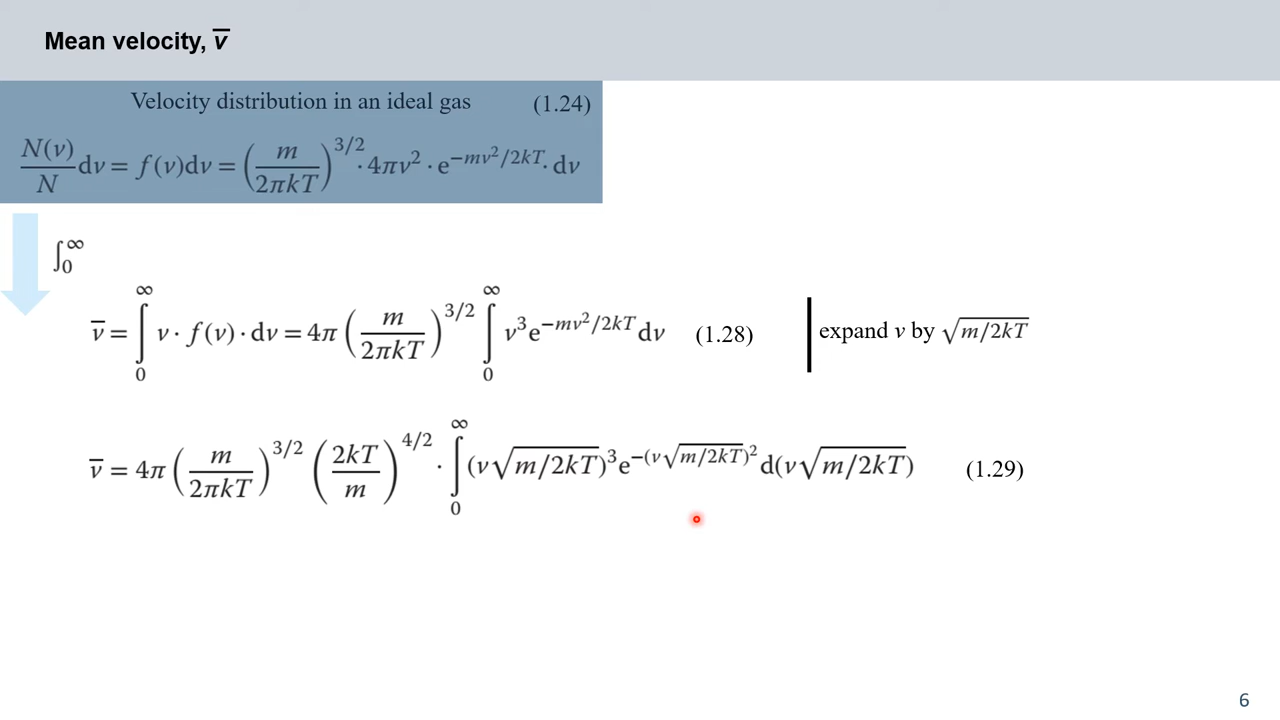 Mean velocity, v̅
Velocity distribution in an ideal gas (1.24)
N(v)/N dv = f(v)dv = (m/2πkT)^3/2 · 4πv² · e^−mv²/2kT · dv
∫₀^∞
v̅ = ∫₀^∞ v · f(v) · dv = 4π (m/2πkT)^3/2 ∫₀^∞ v³e^−mv²/2kT dv (1.28) expand v by √m/2kT
v̅ = 4π (m/2πkT)^3/2 (2kT/m)^4/2 · ∫₀^∞ (v√m/2kT)³e^−(v√m/2kT)² d(v√m/2kT) (1.29)
6